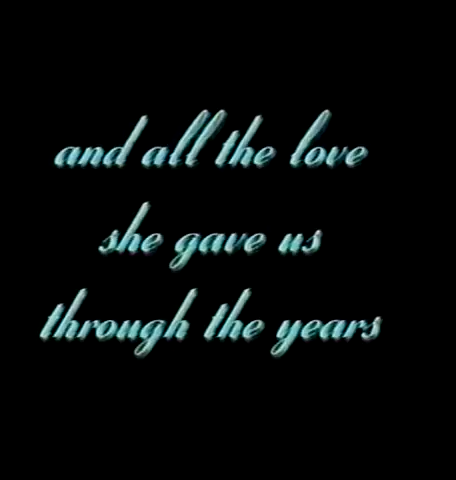 and all the love
she gave us
through the years